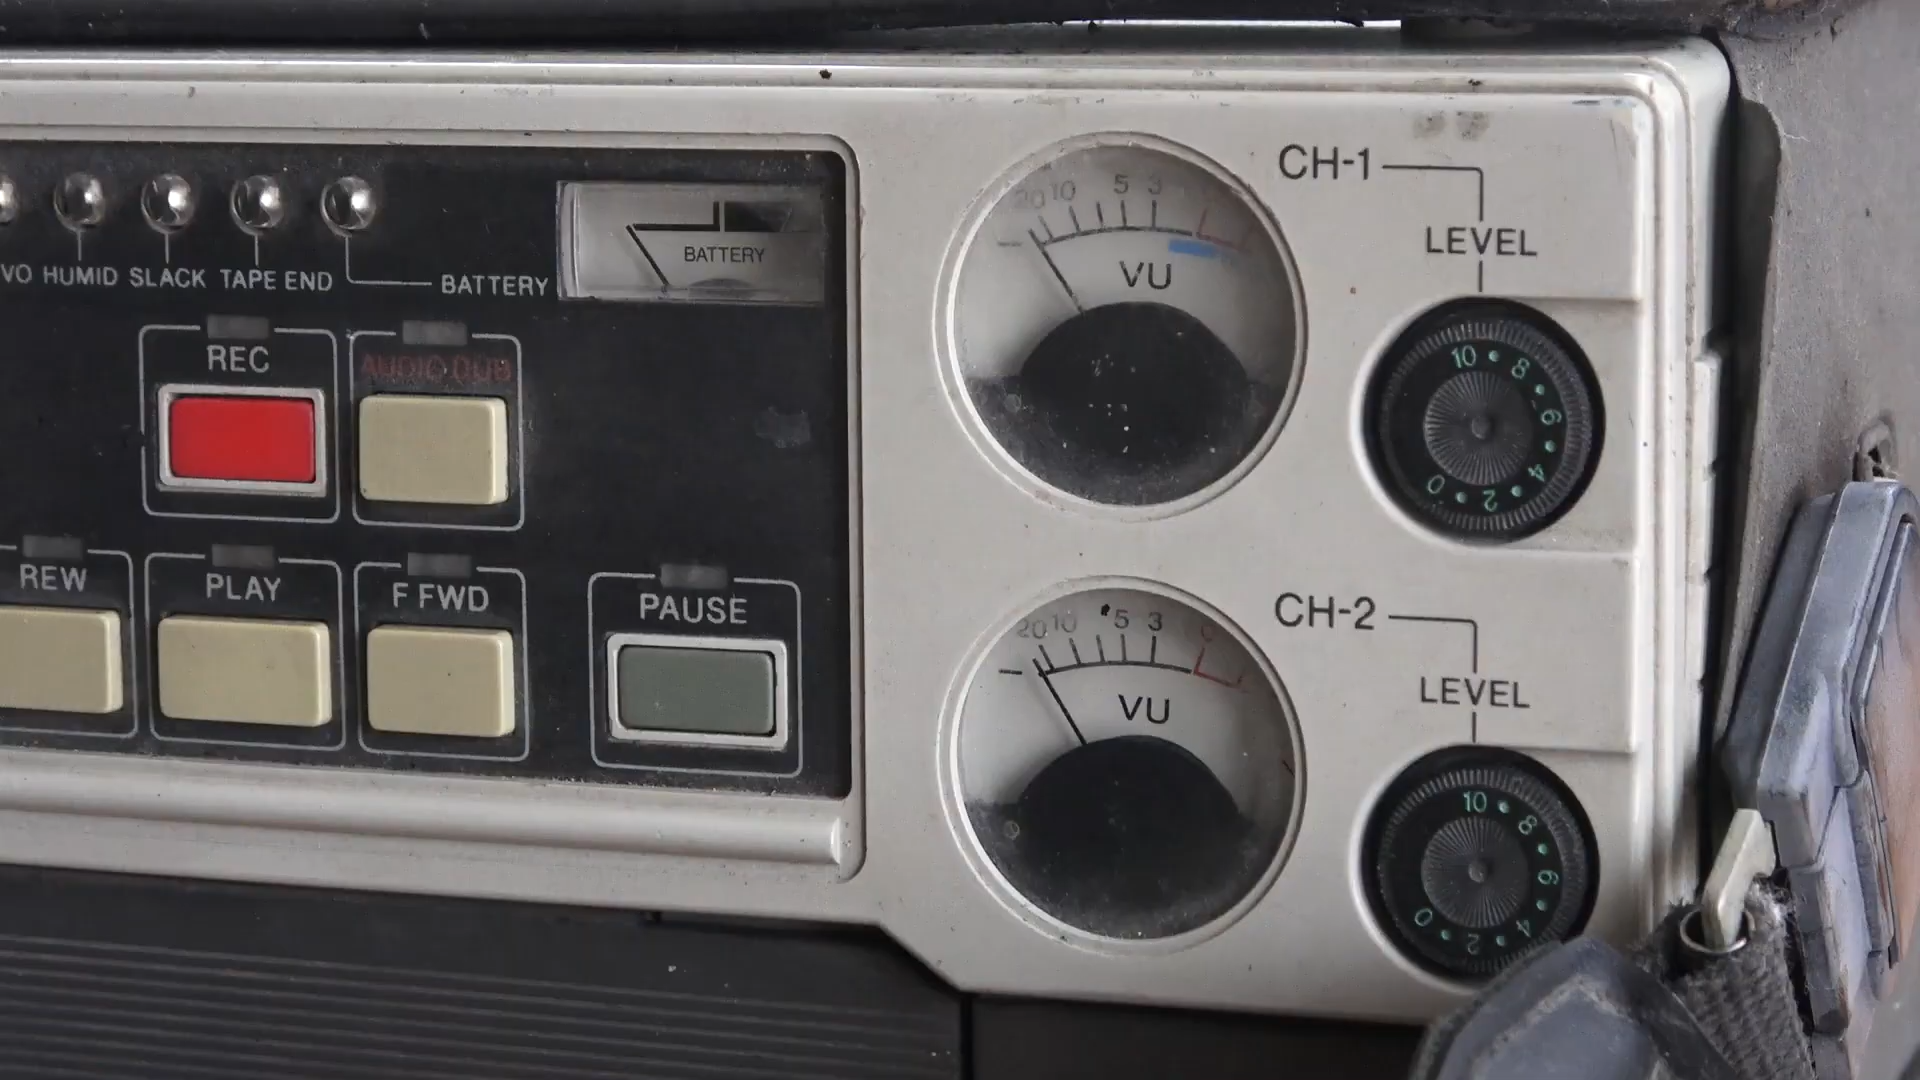 VO HUMID SLACK TAPE END BATTERY
BATTERY
REC
AUDIO DUB
REW
PLAY
F FWD
PAUSE
20 10 5 3 0
VU
CH-1
LEVEL
10 8 6 4 2 0
20 10 5 3 0
VU
CH-2
LEVEL
10 8 6 4 2 0